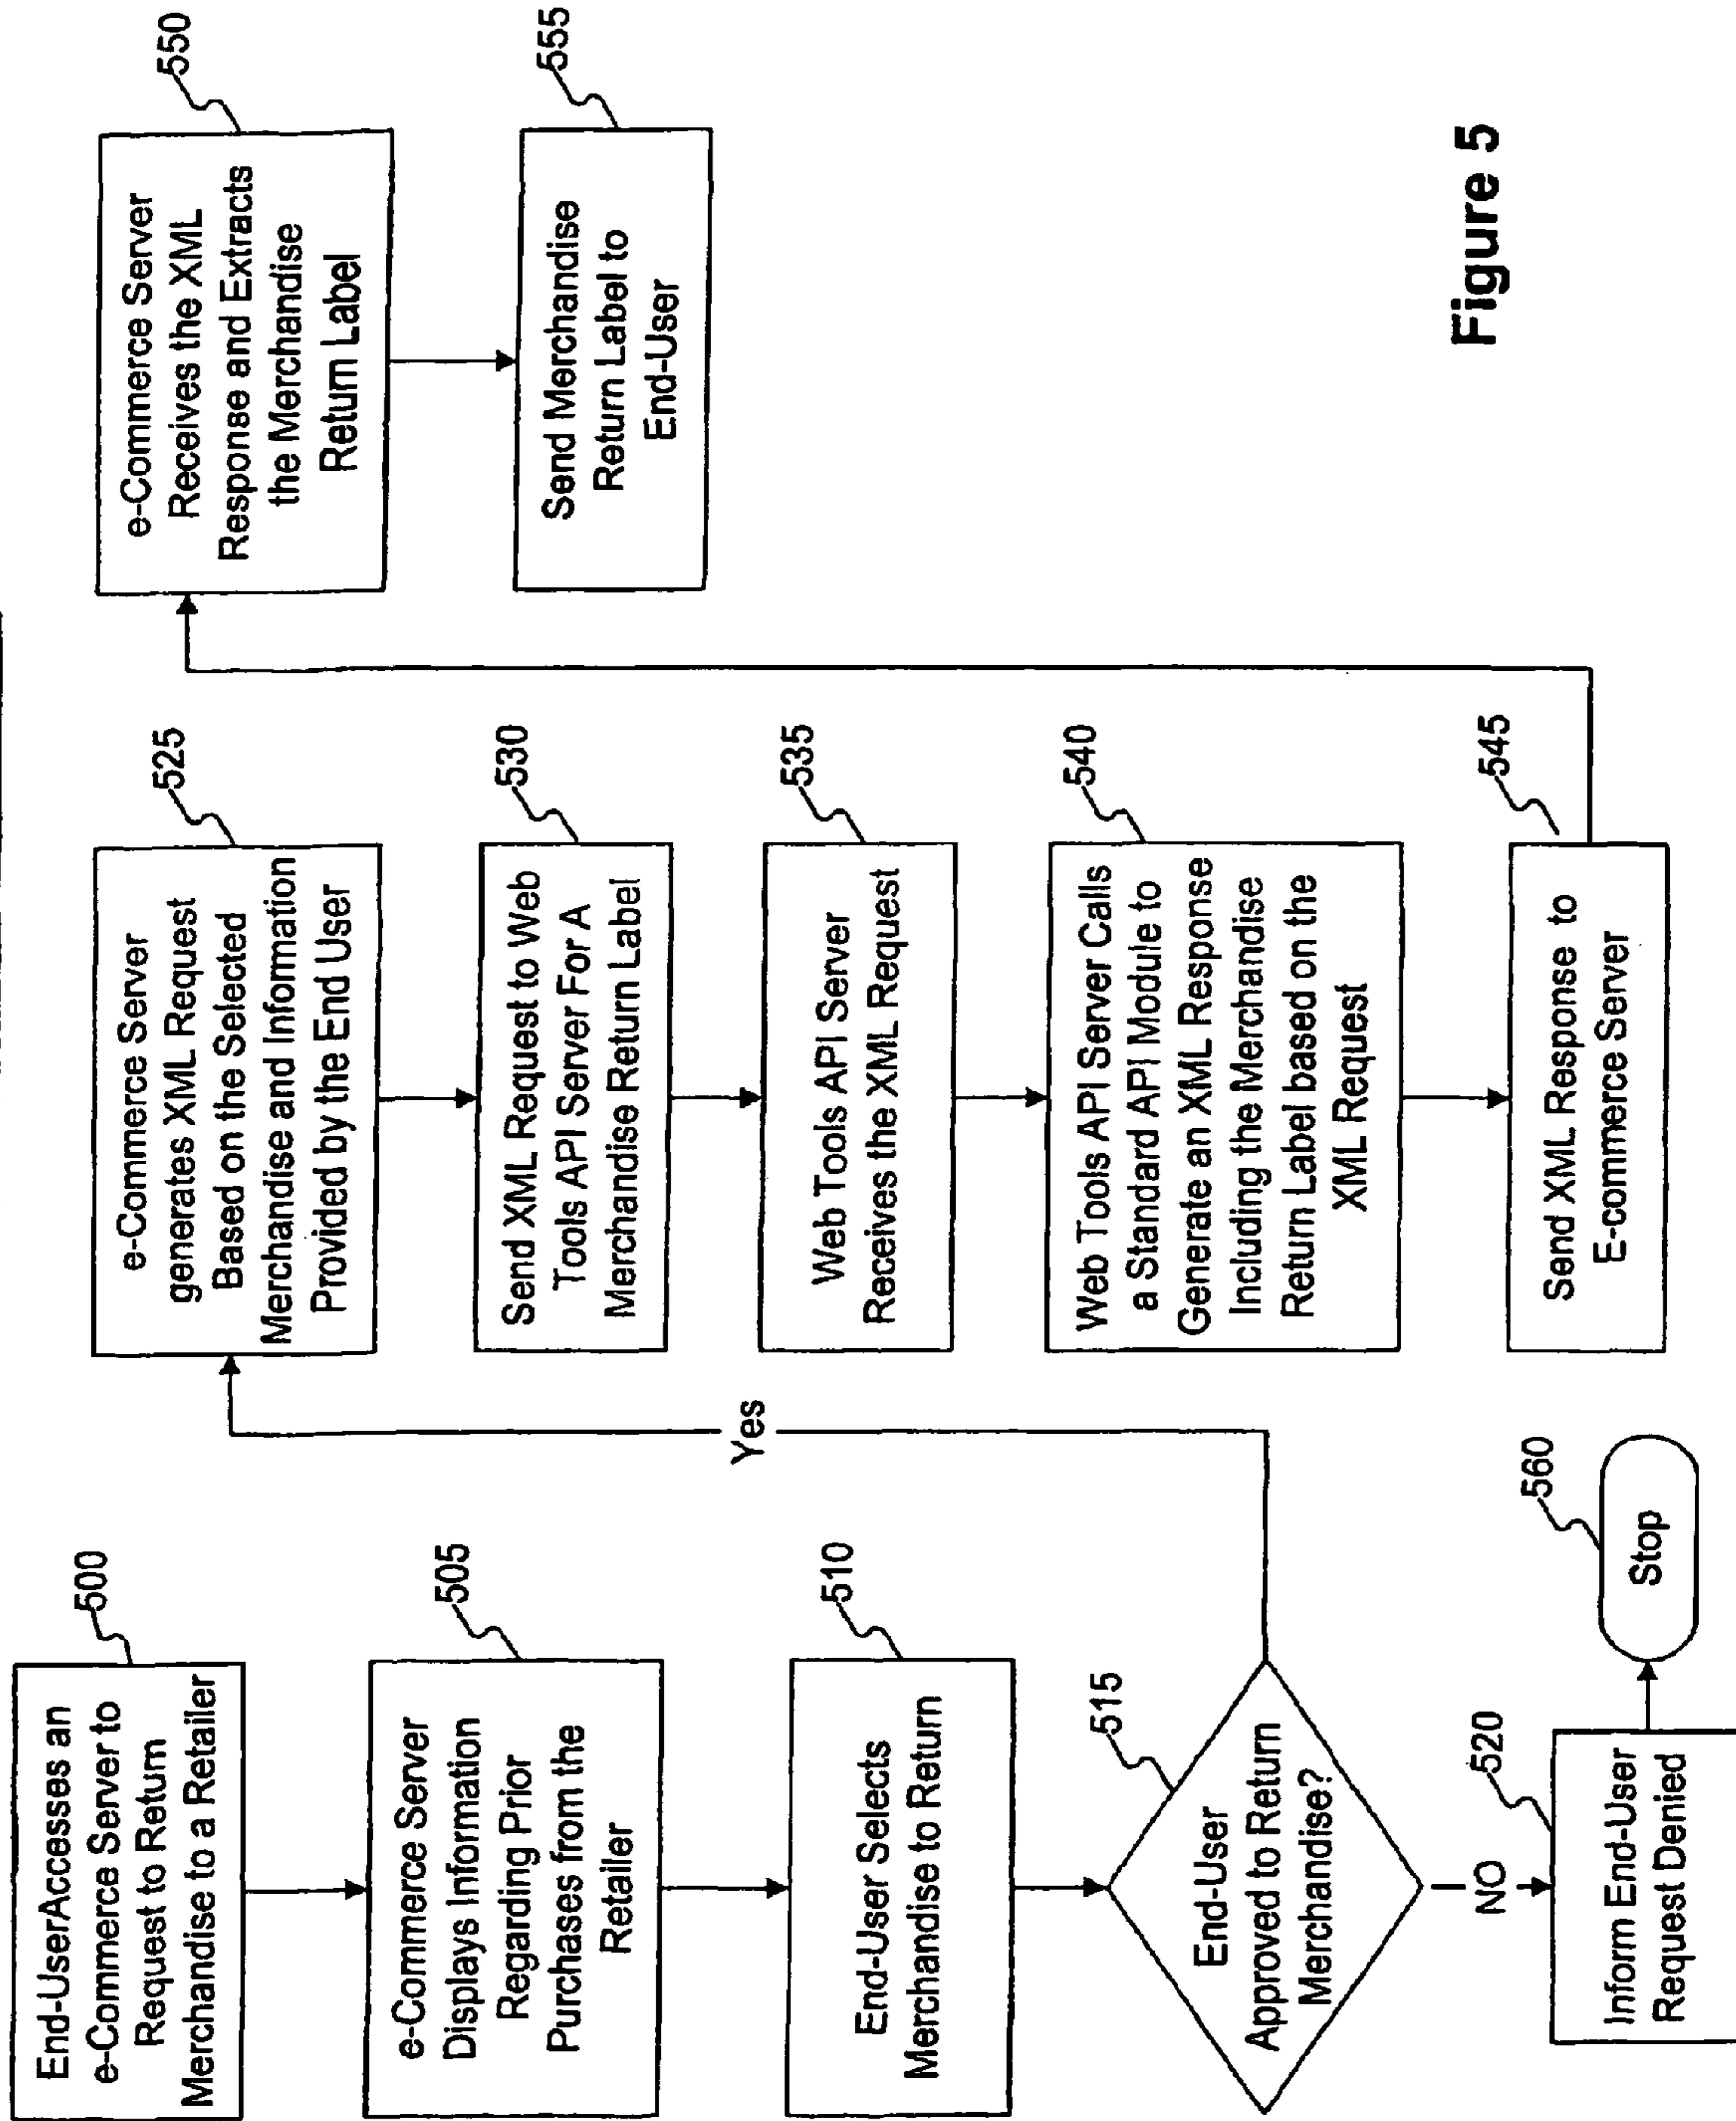 500
End-UserAccesses an
e-Commerce Server to
Request to Return
Merchandise to a Retailer
505
e-Commerce Server
Displays Information
Regarding Prior
Purchases from the
Retailer
510
End-User Selects
Merchandise to Return
515
End-User
Approved to Return
Merchandise?
Yes
NO
520
Inform End-User
Request Denied
560
Stop
525
e-Commerce Server
generates XML Request
Based on the Selected
Merchandise and Information
Provided by the End User
530
Send XML Request to Web
Tools API Server For A
Merchandise Return Label
535
Web Tools API Server
Receives the XML Request
540
Web Tools API Server Calls
a Standard API Module to
Generate an XML Response
Including the Merchandise
Return Label based on the
XML Request
545
Send XML Response to
E-commerce Server
550
e-Commerce Server
Receives the XML
Response and Extracts
the Merchandise
Return Label
555
Send Merchandise
Return Label to
End-User
Figure 5